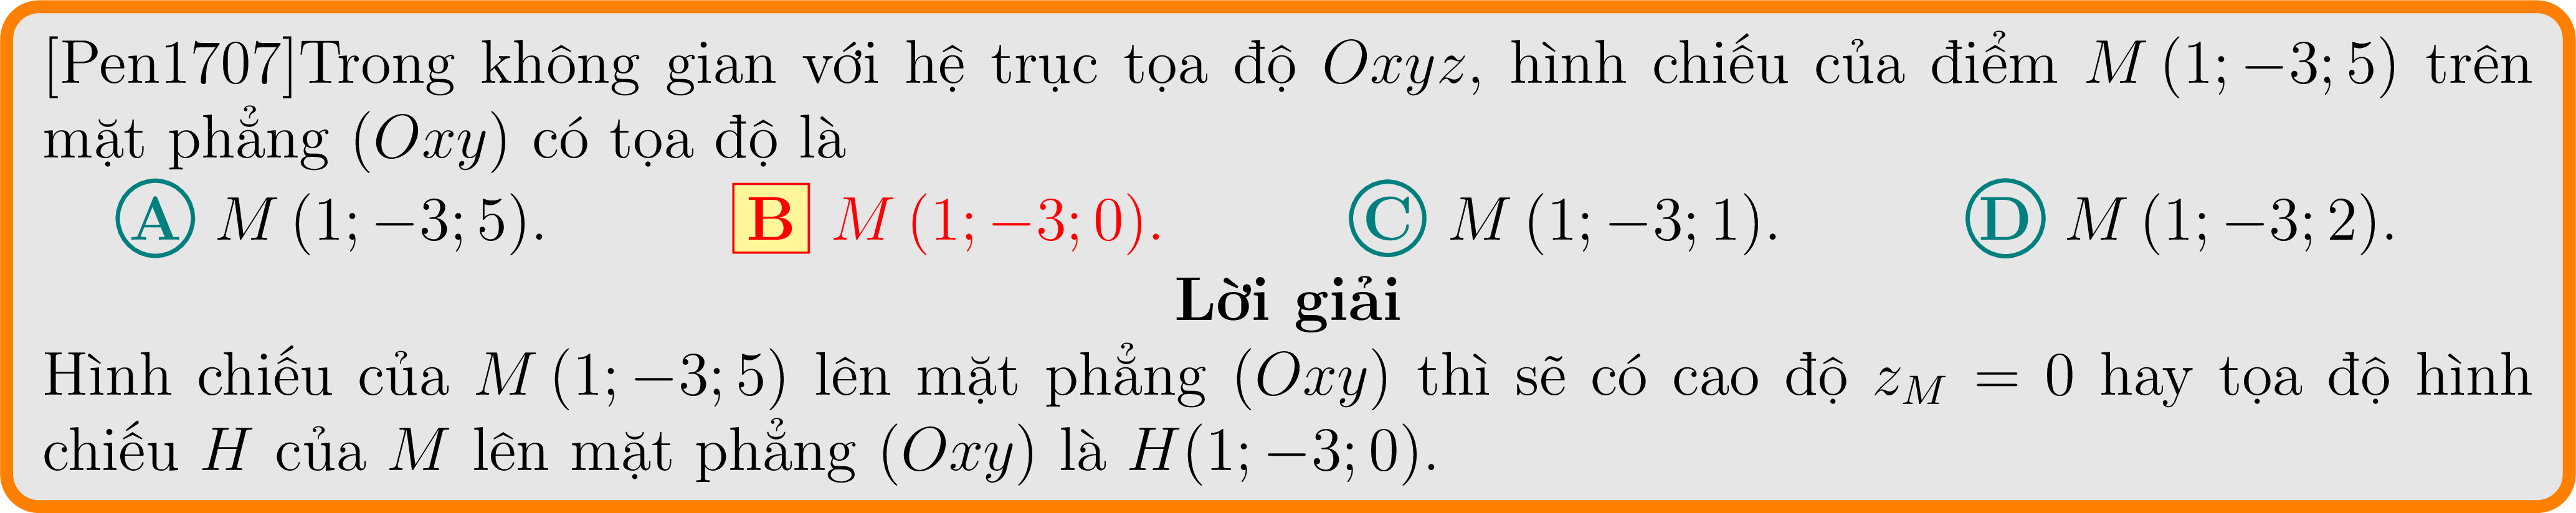 [Pen1707]Trong không gian với hệ trục tọa độ Oxyz, hình chiếu của điểm M (1; −3; 5) trên
mặt phẳng (Oxy) có tọa độ là
A M (1; −3; 5). B M (1; −3; 0). C M (1; −3; 1). D M (1; −3; 2).
Lời giải
Hình chiếu của M (1; −3; 5) lên mặt phẳng (Oxy) thì sẽ có cao độ z_M = 0 hay tọa độ hình
chiếu H của M lên mặt phẳng (Oxy) là H(1; −3; 0).